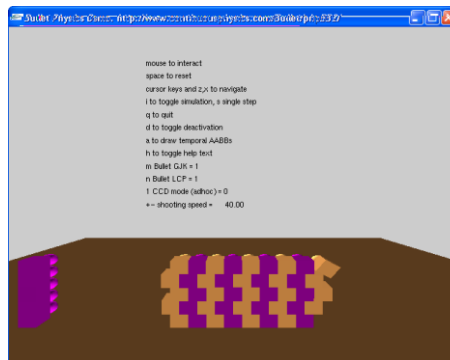 mouse to interact
space to reset
cursor keys and z,x to navigate
i to toggle simulation, s single step
q to quit
d to toggle deactivation
a to draw temporal AABBs
h to toggle help text
m Bullet GJK = 1
n Bullet LCP = 1
1 CCD mode (adhoc) = 0
+- shooting speed = 40.00